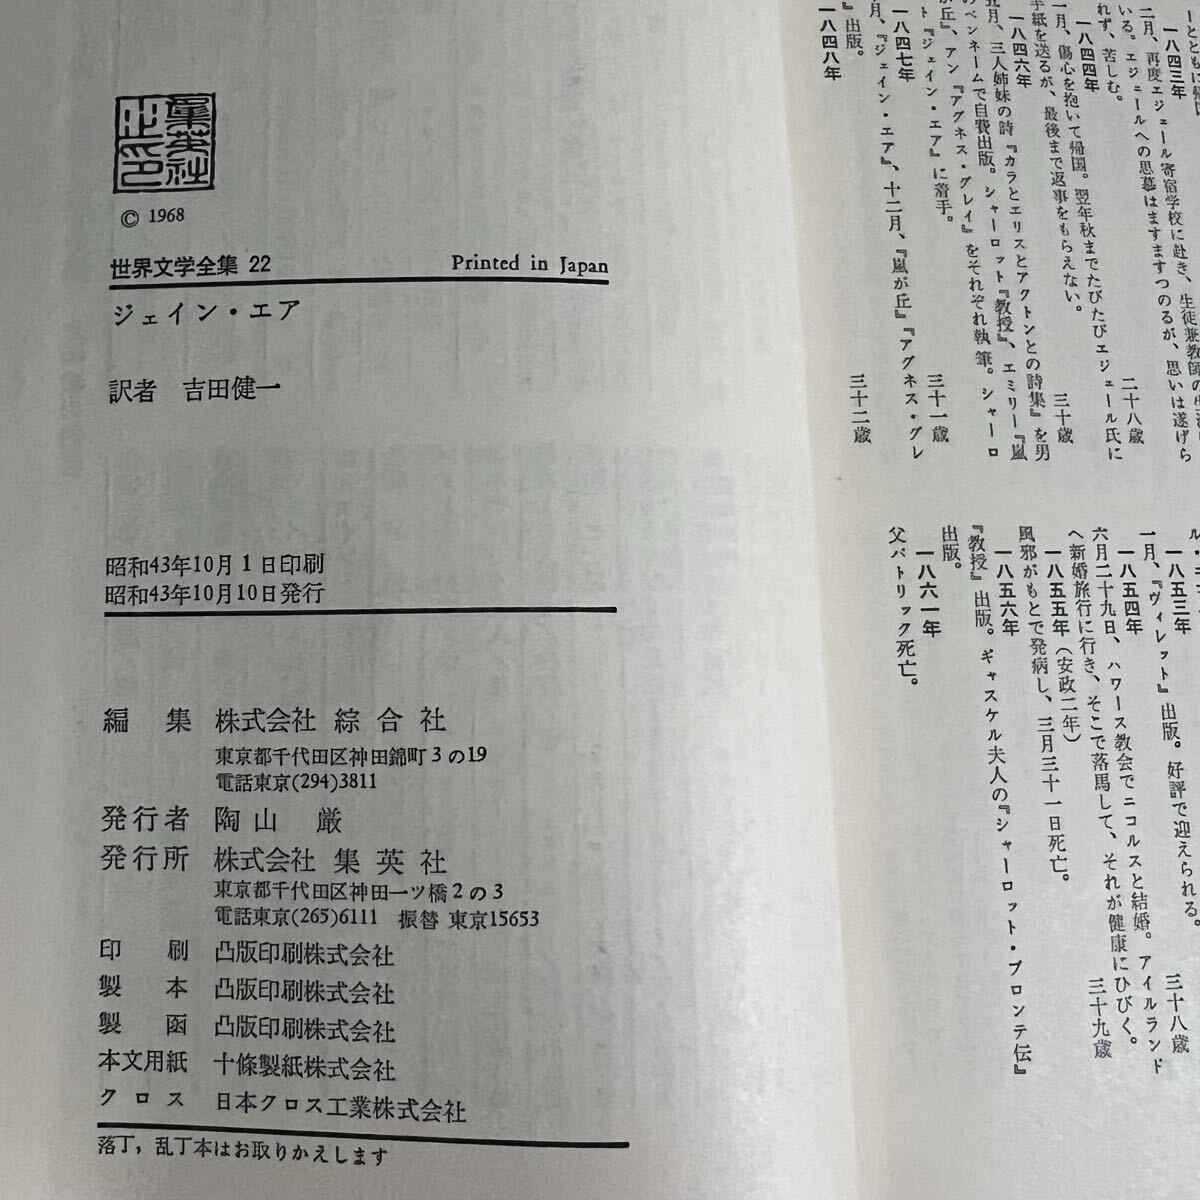 集英社之印
© 1968
世界文学全集 22 Printed in Japan
ジェイン・エア
訳者 吉田健一
昭和43年10月1日印刷
昭和43年10月10日発行
編集 株式会社 綜合社
東京都千代田区神田錦町3の19
電話東京(294)3811
発行者 陶山 厳
発行所 株式会社 集英社
東京都千代田区神田一ツ橋2の3
電話東京(265)6111 振替 東京15653
印刷 凸版印刷株式会社
製本 凸版印刷株式会社
製函 凸版印刷株式会社
本文用紙 十條製紙株式会社
クロス 日本クロス工業株式会社
落丁，乱丁本はお取りかえします
ーとともに帰国
一八四三年
二月、再度エジェール寄宿学校に赴き、生徒兼教師の
いる。エジェールへの思慕はますますつのるが、思いは遂げら
れず、苦しむ。
一八四四年 二十八歳
一月、傷心を抱いて帰国。翌年秋までたびたびエジェール氏に
手紙を送るが、最後まで返事をもらえない。
一八四六年 三十歳
五月、三人姉妹の詩『カラとエリスとアクトンとの詩集』を男
のペンネームで自費出版。シャーロット『教授』、エミリー『嵐
が丘』、アン『アグネス・グレイ』をそれぞれ執筆。シャーロ
ット『ジェイン・エア』に着手。
一八四七年 三十一歳
月、『ジェイン・エア』、十二月、『嵐が丘』『アグネス・グレ
』出版。
一八四八年 三十二歳
一八五三年
一月、『ヴィレット』出版。好評で迎えられる。
一八五四年 三十八歳
六月二十九日、ハワース教会でニコルスと結婚。アイルランド
へ新婚旅行に行き、そこで落馬して、それが健康にひびく。
一八五五年（安政二年） 三十九歳
風邪がもとで発病し、三月三十一日死亡。
一八五六年
『教授』出版。ギャスケル夫人の『シャーロット・ブロンテ伝』
出版。
一八六一年
父パトリック死亡。